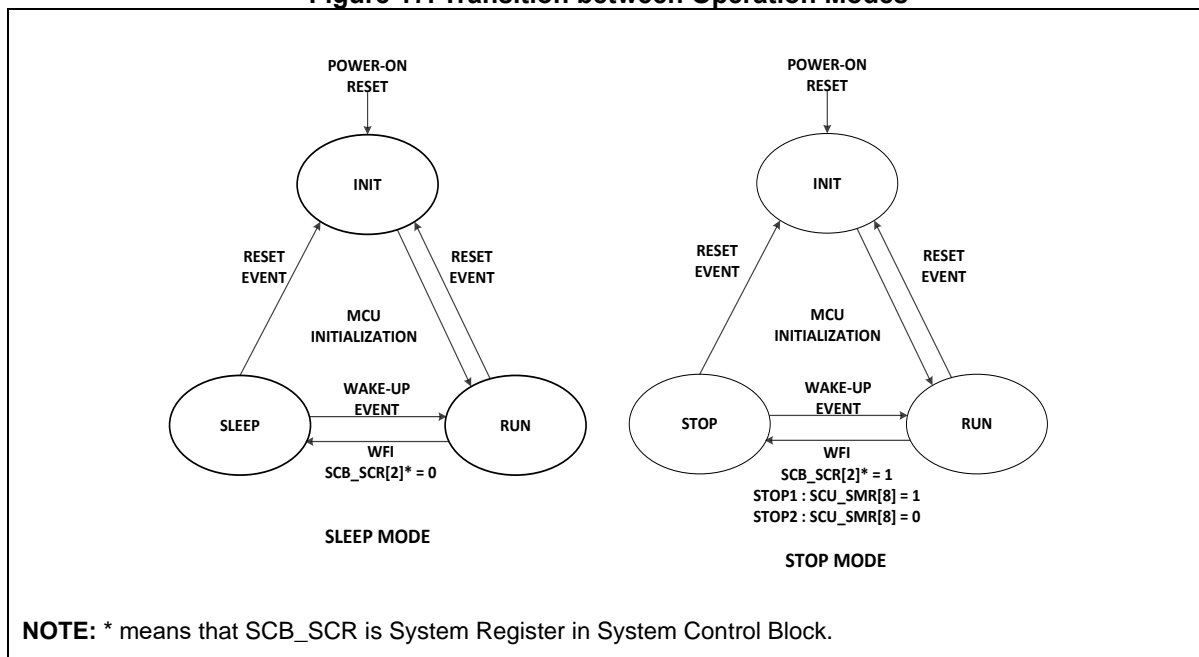 Figure 17. Transition between Operation Modes
POWER-ON
RESET
INIT
RESET
EVENT
RESET
EVENT
MCU
INITIALIZATION
SLEEP
WAKE-UP
EVENT
RUN
WFI
SCB_SCR[2]* = 0
SLEEP MODE
POWER-ON
RESET
INIT
RESET
EVENT
RESET
EVENT
MCU
INITIALIZATION
STOP
WAKE-UP
EVENT
RUN
WFI
SCB_SCR[2]* = 1
STOP1 : SCU_SMR[8] = 1
STOP2 : SCU_SMR[8] = 0
STOP MODE
NOTE: * means that SCB_SCR is System Register in System Control Block.